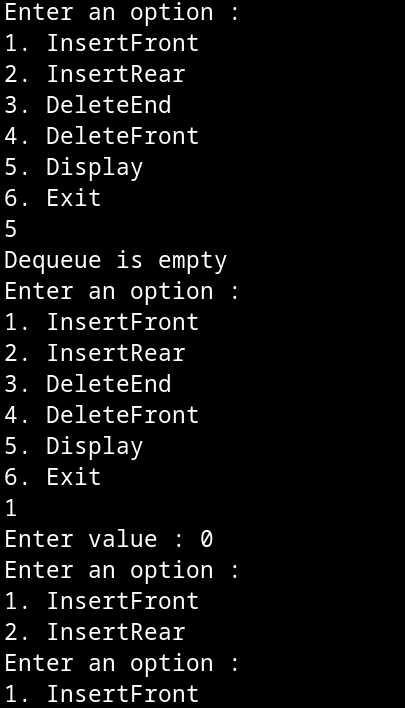 Enter an option :
1. InsertFront
2. InsertRear
3. DeleteEnd
4. DeleteFront
5. Display
6. Exit
5
Dequeue is empty
Enter an option :
1. InsertFront
2. InsertRear
3. DeleteEnd
4. DeleteFront
5. Display
6. Exit
1
Enter value : 0
Enter an option :
1. InsertFront
2. InsertRear
Enter an option :
1. InsertFront